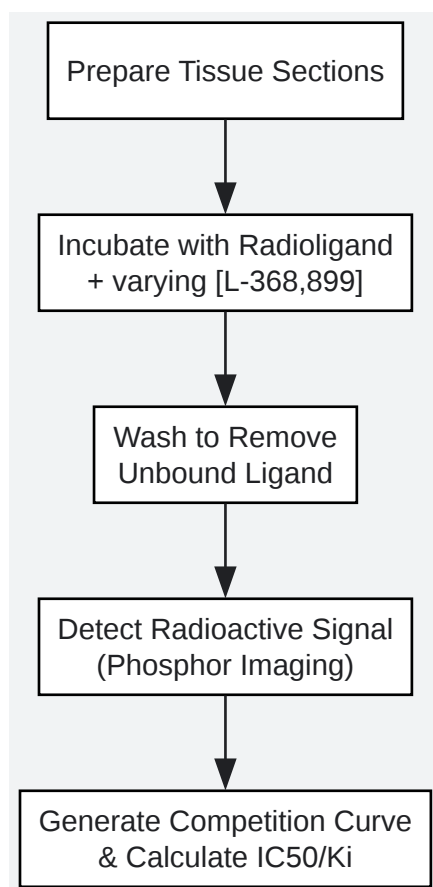 Prepare Tissue Sections
Incubate with Radioligand
+ varying [L-368,899]
Wash to Remove
Unbound Ligand
Detect Radioactive Signal
(Phosphor Imaging)
Generate Competition Curve
& Calculate IC50/Ki